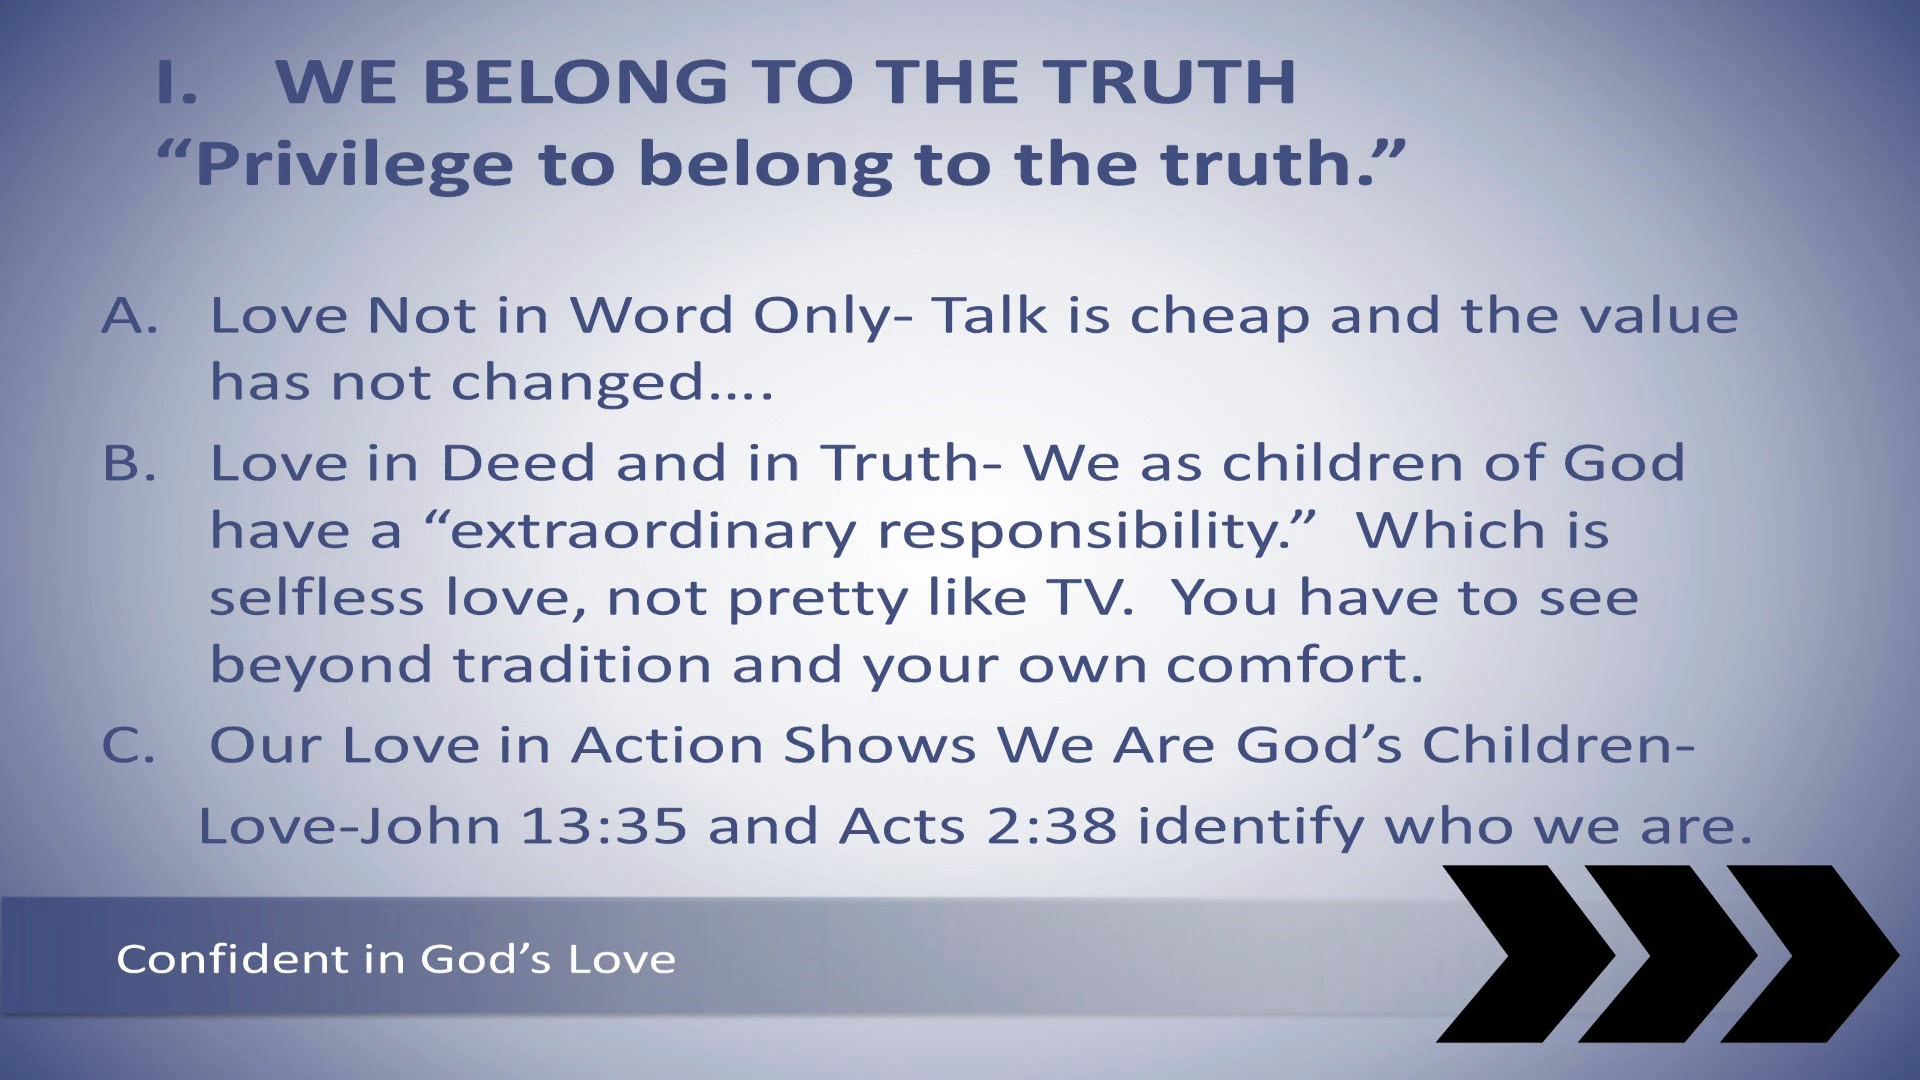 I. WE BELONG TO THE TRUTH
“Privilege to belong to the truth.”
A. Love Not in Word Only- Talk is cheap and the value
has not changed....
B. Love in Deed and in Truth- We as children of God
have a “extraordinary responsibility.” Which is
selfless love, not pretty like TV. You have to see
beyond tradition and your own comfort.
C. Our Love in Action Shows We Are God’s Children-
Love-John 13:35 and Acts 2:38 identify who we are.
Confident in God’s Love